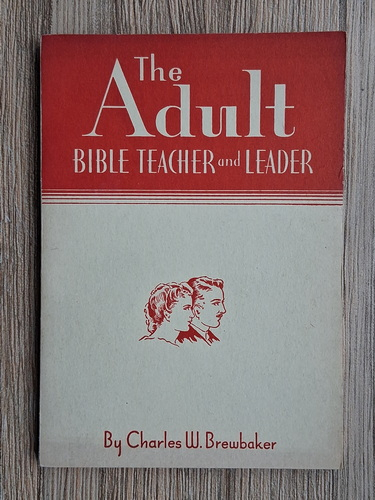 The
Adult
BIBLE TEACHER and LEADER
By Charles W. Brewbaker